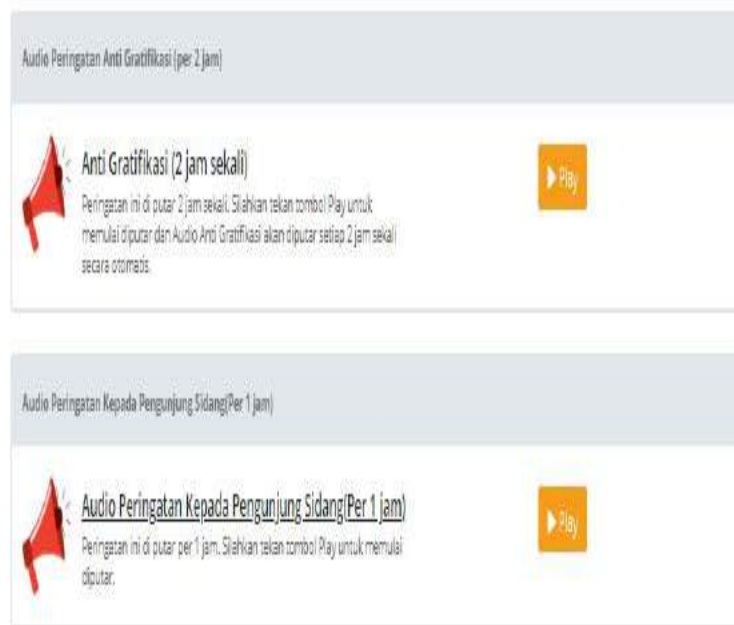 Audio Peringatan Anti Gratifikasi (per 2 jam)
Anti Gratifikasi (2 jam sekali)
Play
Peringatan ini di putar 2 jam sekali. Silahkan tekan tombol Play untuk
memulai diputar dan Audio Anti Gratifikasi akan diputar setiap 2 jam sekali
secara otomatis.
Audio Peringatan Kepada Pengunjung Sidang(Per 1 jam)
Audio Peringatan Kepada Pengunjung Sidang(Per 1 jam)
Play
Peringatan ini di putar per 1 jam. Silahkan tekan tombol Play untuk memulai
diputar.